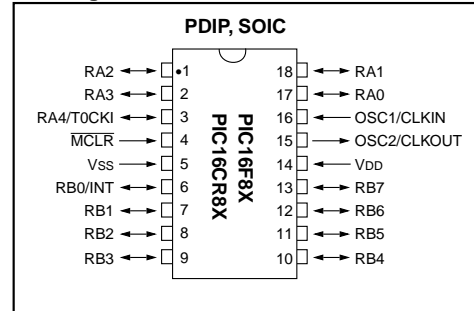 PDIP, SOIC
RA2 •1 18 RA1
RA3 2 17 RA0
RA4/T0CKI 3 16 OSC1/CLKIN
MCLR 4 15 OSC2/CLKOUT
VSS 5 14 VDD
RB0/INT 6 13 RB7
RB1 7 12 RB6
RB2 8 11 RB5
RB3 9 10 RB4
PIC16F8X
PIC16CR8X